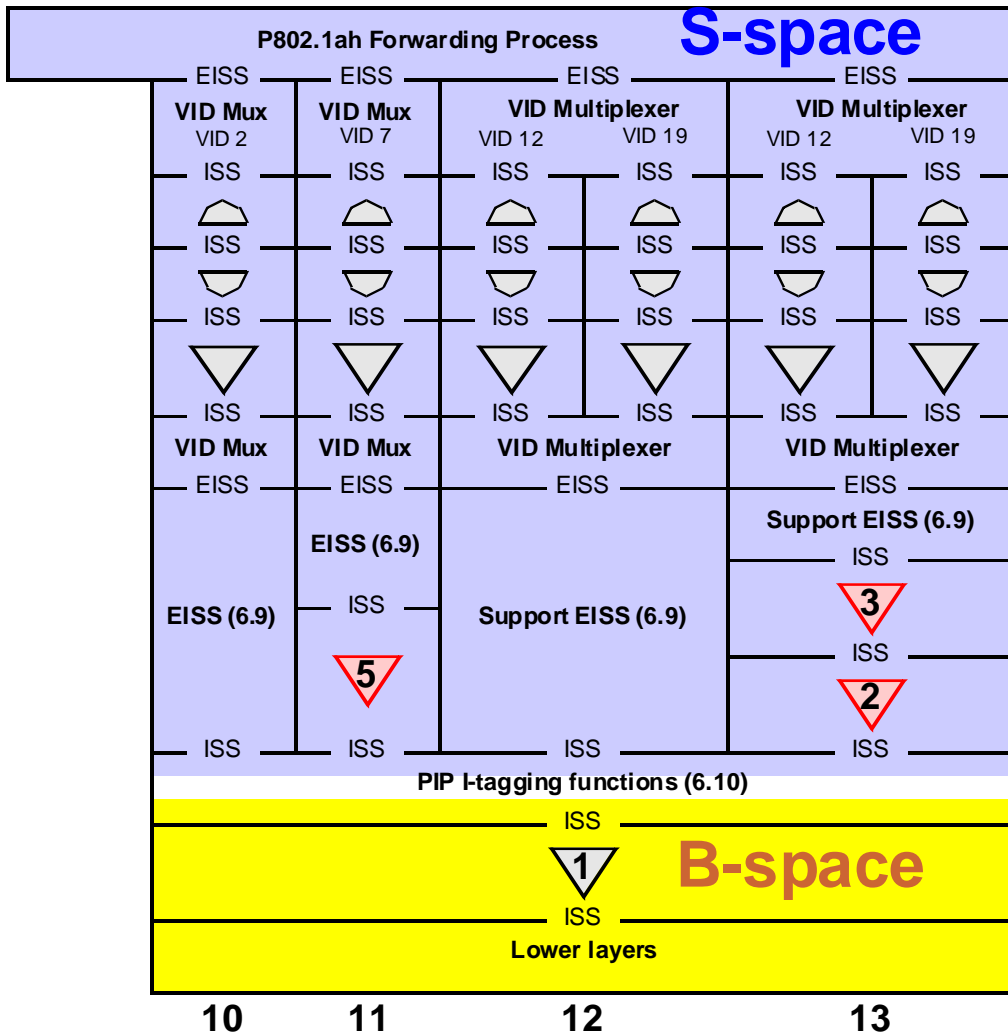 S-space
P802.1ah Forwarding Process
EISS EISS EISS EISS
VID Mux VID Mux VID Multiplexer VID Multiplexer
VID 2 VID 7 VID 12 VID 19 VID 12 VID 19
ISS ISS ISS ISS ISS ISS
ISS ISS ISS ISS ISS ISS
ISS ISS ISS ISS ISS ISS
ISS ISS ISS ISS ISS ISS
VID Mux VID Mux VID Multiplexer VID Multiplexer
EISS EISS EISS EISS
Support EISS (6.9)
EISS (6.9)
ISS
3
ISS
EISS (6.9) Support EISS (6.9)
ISS
5 2
ISS ISS ISS ISS
PIP I-tagging functions (6.10)
ISS
1 B-space
ISS
Lower layers
10 11 12 13